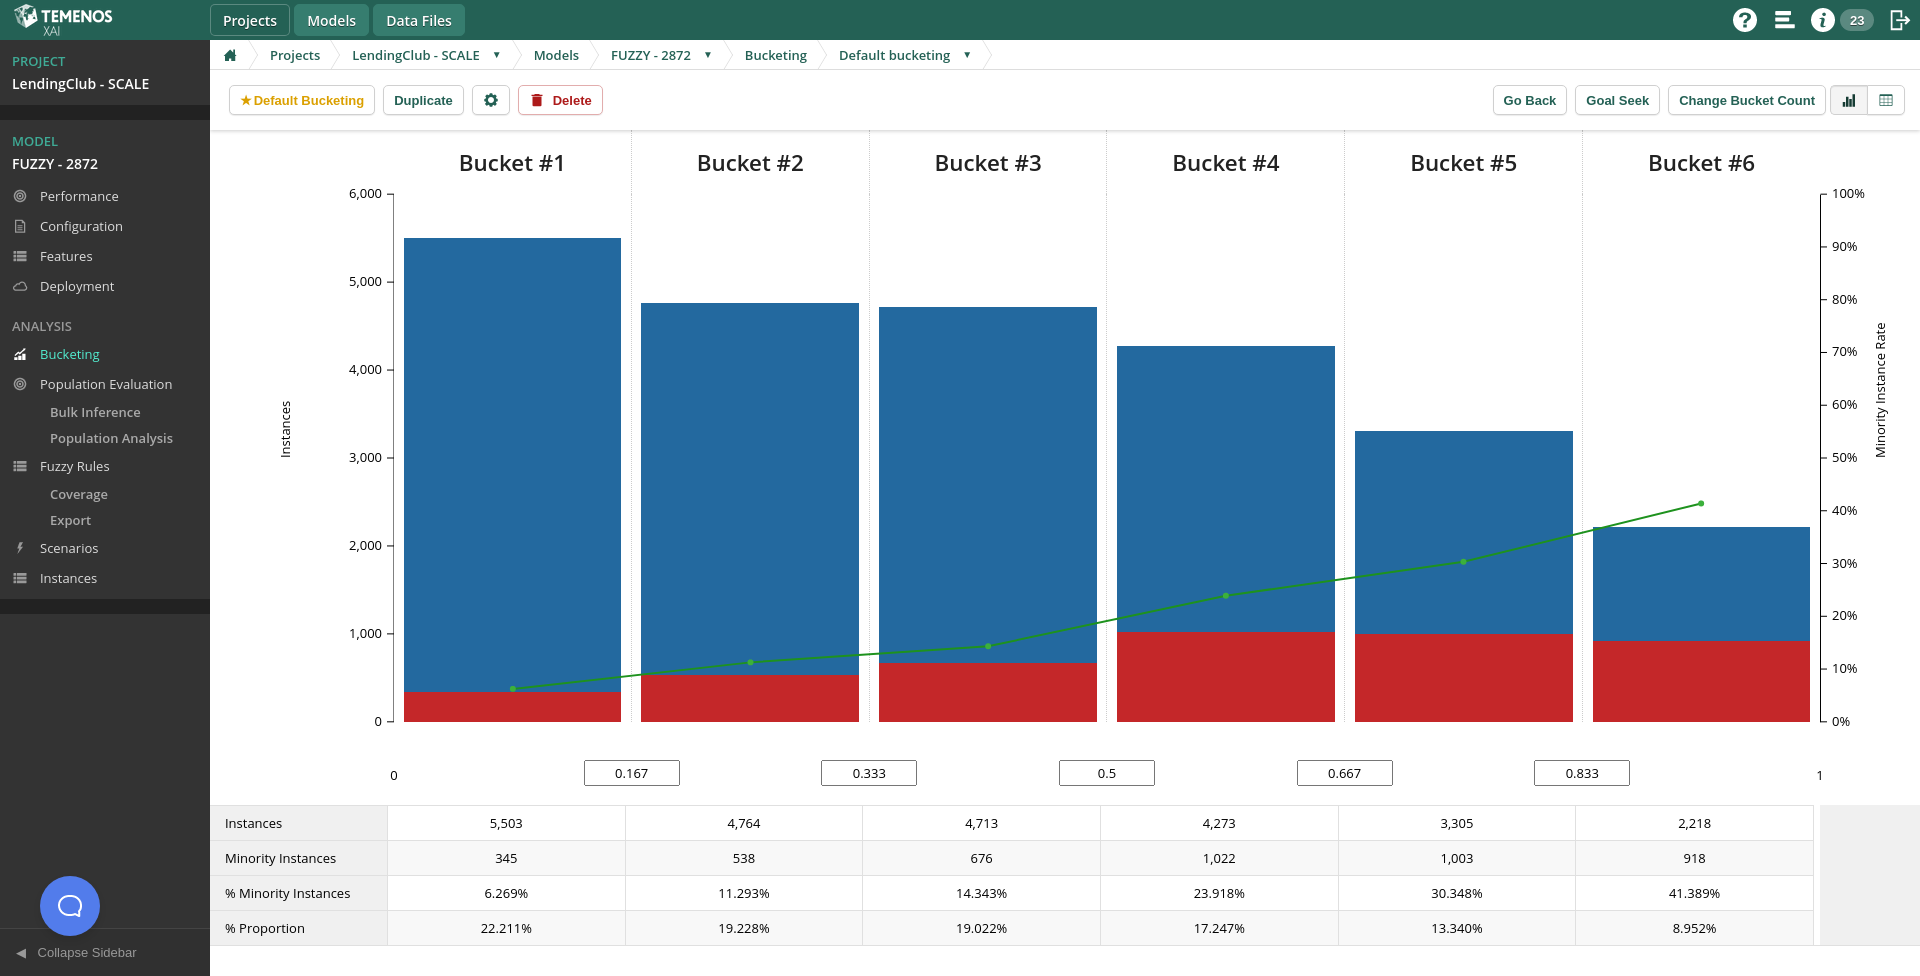 TEMENOS
XAI
Projects
Models
Data Files
23
Projects
LendingClub - SCALE
Models
FUZZY - 2872
Bucketing
Default bucketing
PROJECT
LendingClub - SCALE
★ Default Bucketing
Duplicate
Delete
Go Back
Goal Seek
Change Bucket Count
MODEL
FUZZY - 2872
Performance
Configuration
Features
Deployment
ANALYSIS
Bucketing
Population Evaluation
Bulk Inference
Population Analysis
Fuzzy Rules
Coverage
Export
Scenarios
Instances
Collapse Sidebar
Bucket #1
Bucket #2
Bucket #3
Bucket #4
Bucket #5
Bucket #6
6,000
5,000
4,000
3,000
2,000
1,000
0
Instances
100%
90%
80%
70%
60%
50%
40%
30%
20%
10%
0%
Minority Instance Rate
0
0.167
0.333
0.5
0.667
0.833
1
Instances 5,503 4,764 4,713 4,273 3,305 2,218
Minority Instances 345 538 676 1,022 1,003 918
% Minority Instances 6.269% 11.293% 14.343% 23.918% 30.348% 41.389%
% Proportion 22.211% 19.228% 19.022% 17.247% 13.340% 8.952%